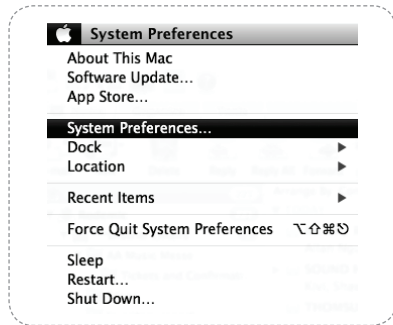 System Preferences
About This Mac
Software Update...
App Store...
System Preferences...
Dock
Location
Recent Items
Force Quit System Preferences ⌥⇧⌘⎋
Sleep
Restart...
Shut Down...